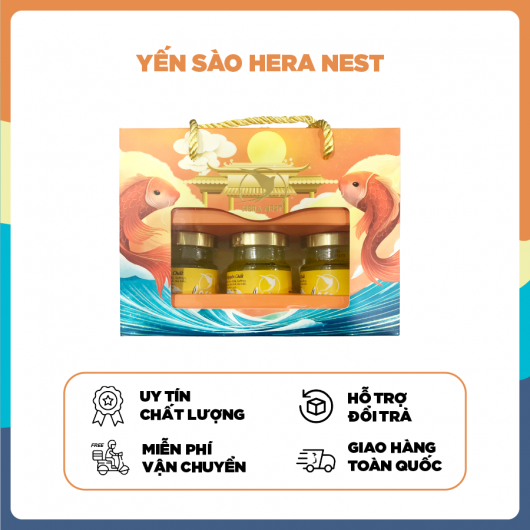 YẾN SÀO HERA NEST
UY TÍN
CHẤT LƯỢNG
HỖ TRỢ
ĐỔI TRẢ
FREE
MIỄN PHÍ
VẬN CHUYỂN
GIAO HÀNG
TOÀN QUỐC